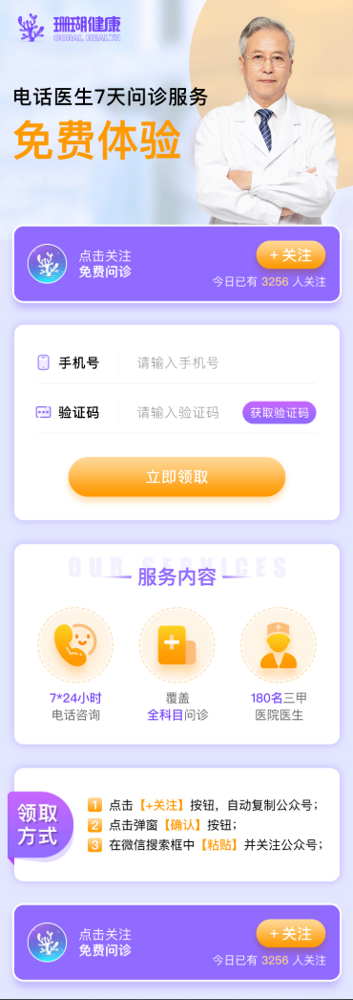 珊瑚健康
CORAL HEALTH
电话医生7天问诊服务
免费体验
点击关注
免费问诊
+ 关注
今日已有 3256 人关注
手机号 请输入手机号
验证码 请输入验证码 获取验证码
立即领取
OUR SERVICES
服务内容
7*24小时
电话咨询
覆盖
全科目问诊
180名三甲
医院医生
领取
方式
1 点击【+关注】按钮，自动复制公众号；
2 点击弹窗【确认】按钮；
3 在微信搜索框中【粘贴】并关注公众号；
点击关注
免费问诊
+ 关注
今日已有 3256 人关注